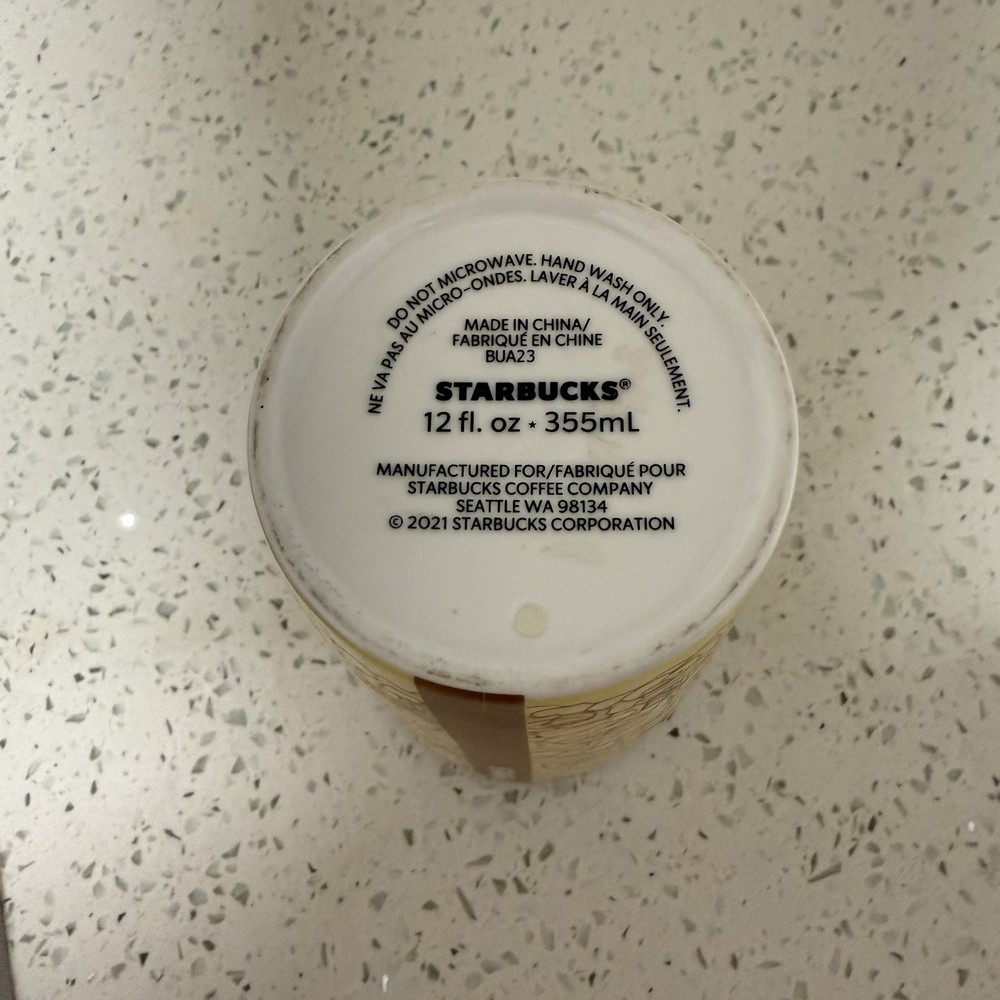 DO NOT MICROWAVE. HAND WASH ONLY.
NE VA PAS AU MICRO-ONDES. LAVER À LA MAIN SEULEMENT.
MADE IN CHINA/
FABRIQUÉ EN CHINE
BUA23
STARBUCKS®
12 fl. oz ⋆ 355mL
MANUFACTURED FOR/FABRIQUÉ POUR
STARBUCKS COFFEE COMPANY
SEATTLE WA 98134
© 2021 STARBUCKS CORPORATION